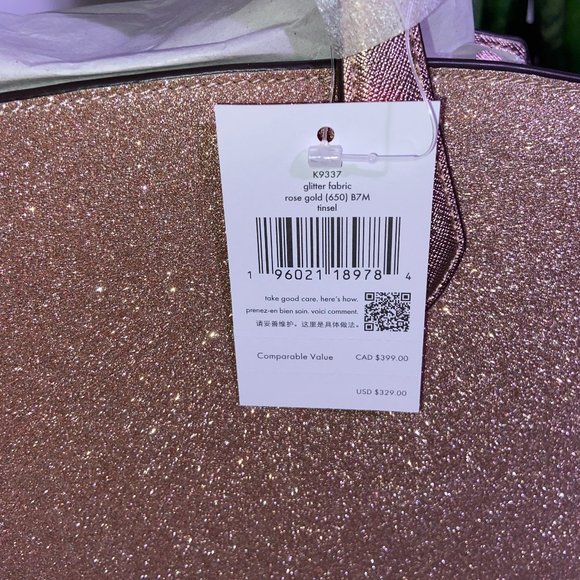 K9337
glitter fabric
rose gold (650) B7M
tinsel
1 96021 18978 4
take good care. here's how.
prenez-en bien soin. voici comment.
请妥善维护。这里是具体做法。
Comparable Value CAD $399.00
USD $329.00